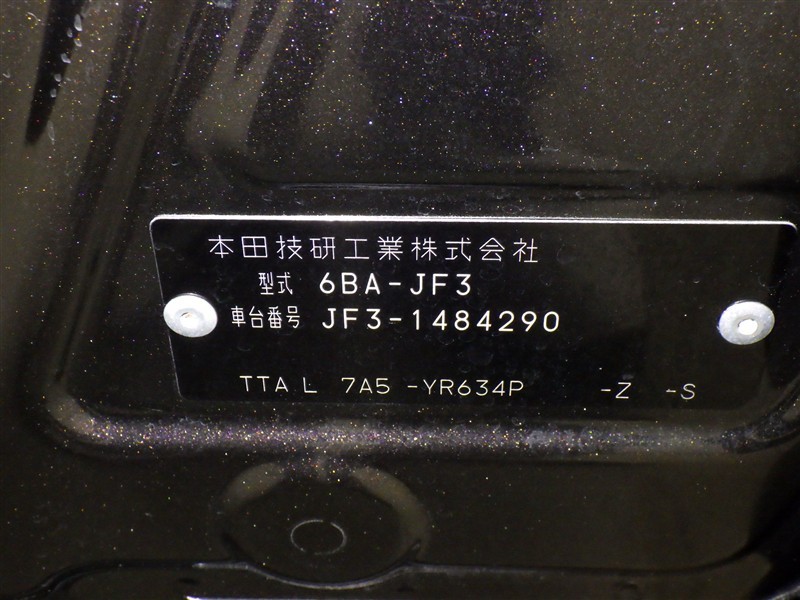 本田技研工業株式会社
型式 6BA-JF3
車台番号 JF3-1484290
TTA L 7A5 -YR634P -Z -S